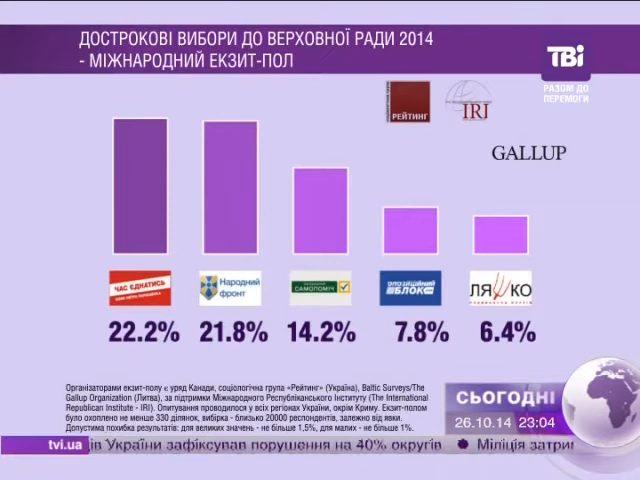 ДОСТРОКОВІ ВИБОРИ ДО ВЕРХОВНОЇ РАДИ 2014
- МІЖНАРОДНИЙ ЕКЗИТ-ПОЛ
ТВі
РАЗОМ ДО
ПЕРЕМОГИ
РЕЙТИНГ
IRI
GALLUP
ЧАС ЄДНАТИСЬ
Народний
фронт
САМОПОМІЧ
ОПОЗИЦІЙНИЙ
БЛОК
ЛЯШКО
22.2% 21.8% 14.2% 7.8% 6.4%
Організаторами екзит-полу є уряд Канади, соціологічна група «Рейтинг» (Україна), Baltic Surveys/The
Gallup Organization (Литва), за підтримки Міжнародного Республіканського Інституту (The International
Republican Institute - IRI). Опитування проводилося у всіх регіонах України, окрім Криму. Екзит-полом
було охоплено не менше 330 ділянок, вибірка - близько 20000 респондентів, залежно від явки.
Допустима похибка результатів: для великих значень - не більше 1,5%, для малих - не більше 1%.
СЬОГОДНІ
26.10.14 23:04
tvi.ua ів України зафіксував порушення на 40% округів Міліція затрим